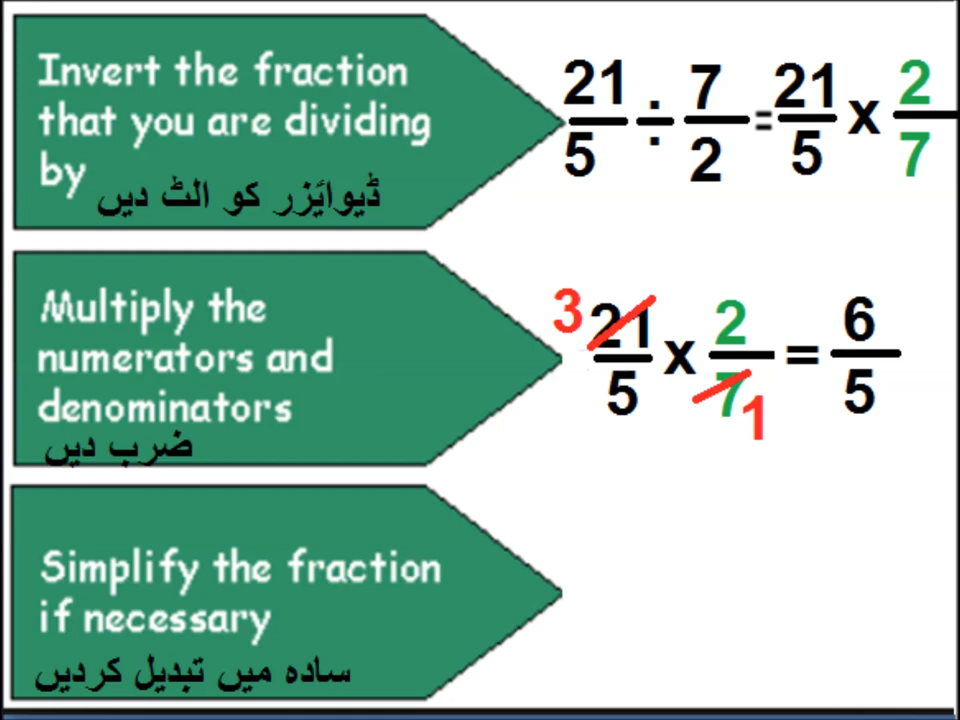 Invert the fraction
that you are dividing
by
ڈیوائزر کو الٹ دیں
21/5 ÷ 7/2 = 21/5 x 2/7
Multiply the
numerators and
denominators
ضرب دیں
3 21/5 x 2/7 1 = 6/5
Simplify the fraction
if necessary
سادہ میں تبدیل کردیں